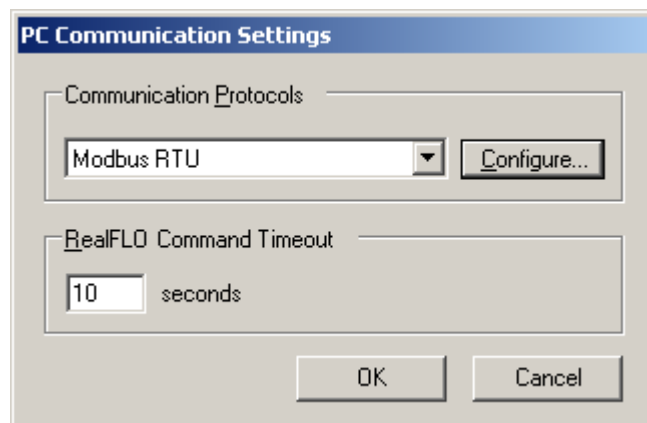 PC Communication Settings
Communication Protocols
Modbus RTU
Configure...
RealFLO Command Timeout
10 seconds
OK Cancel